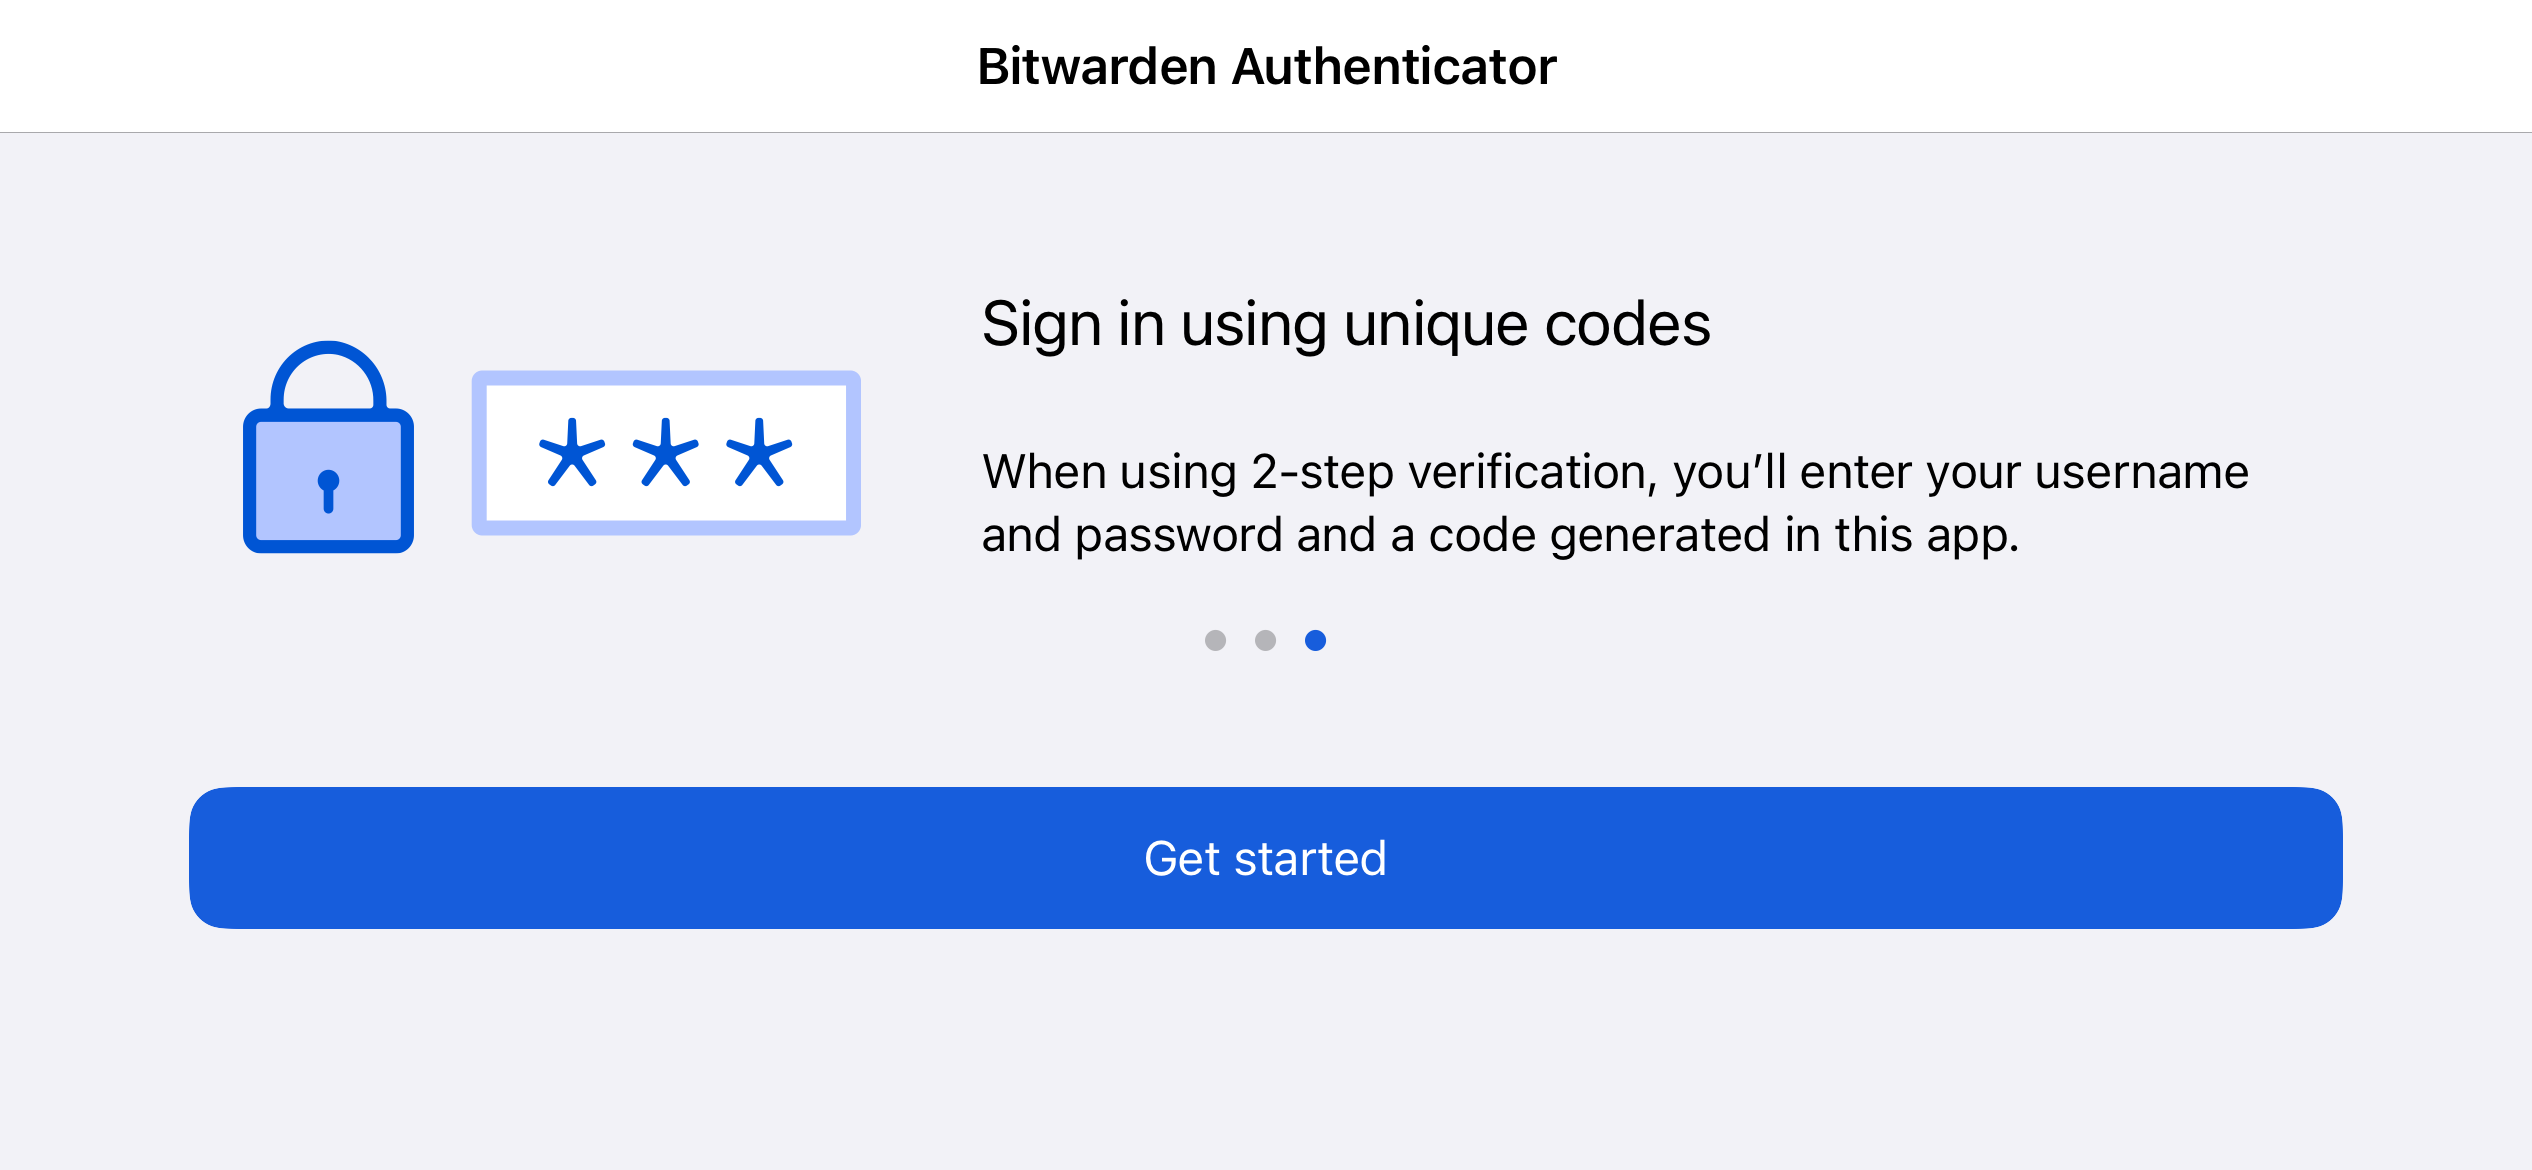 Bitwarden Authenticator
Sign in using unique codes
When using 2-step verification, you’ll enter your username
and password and a code generated in this app.
Get started